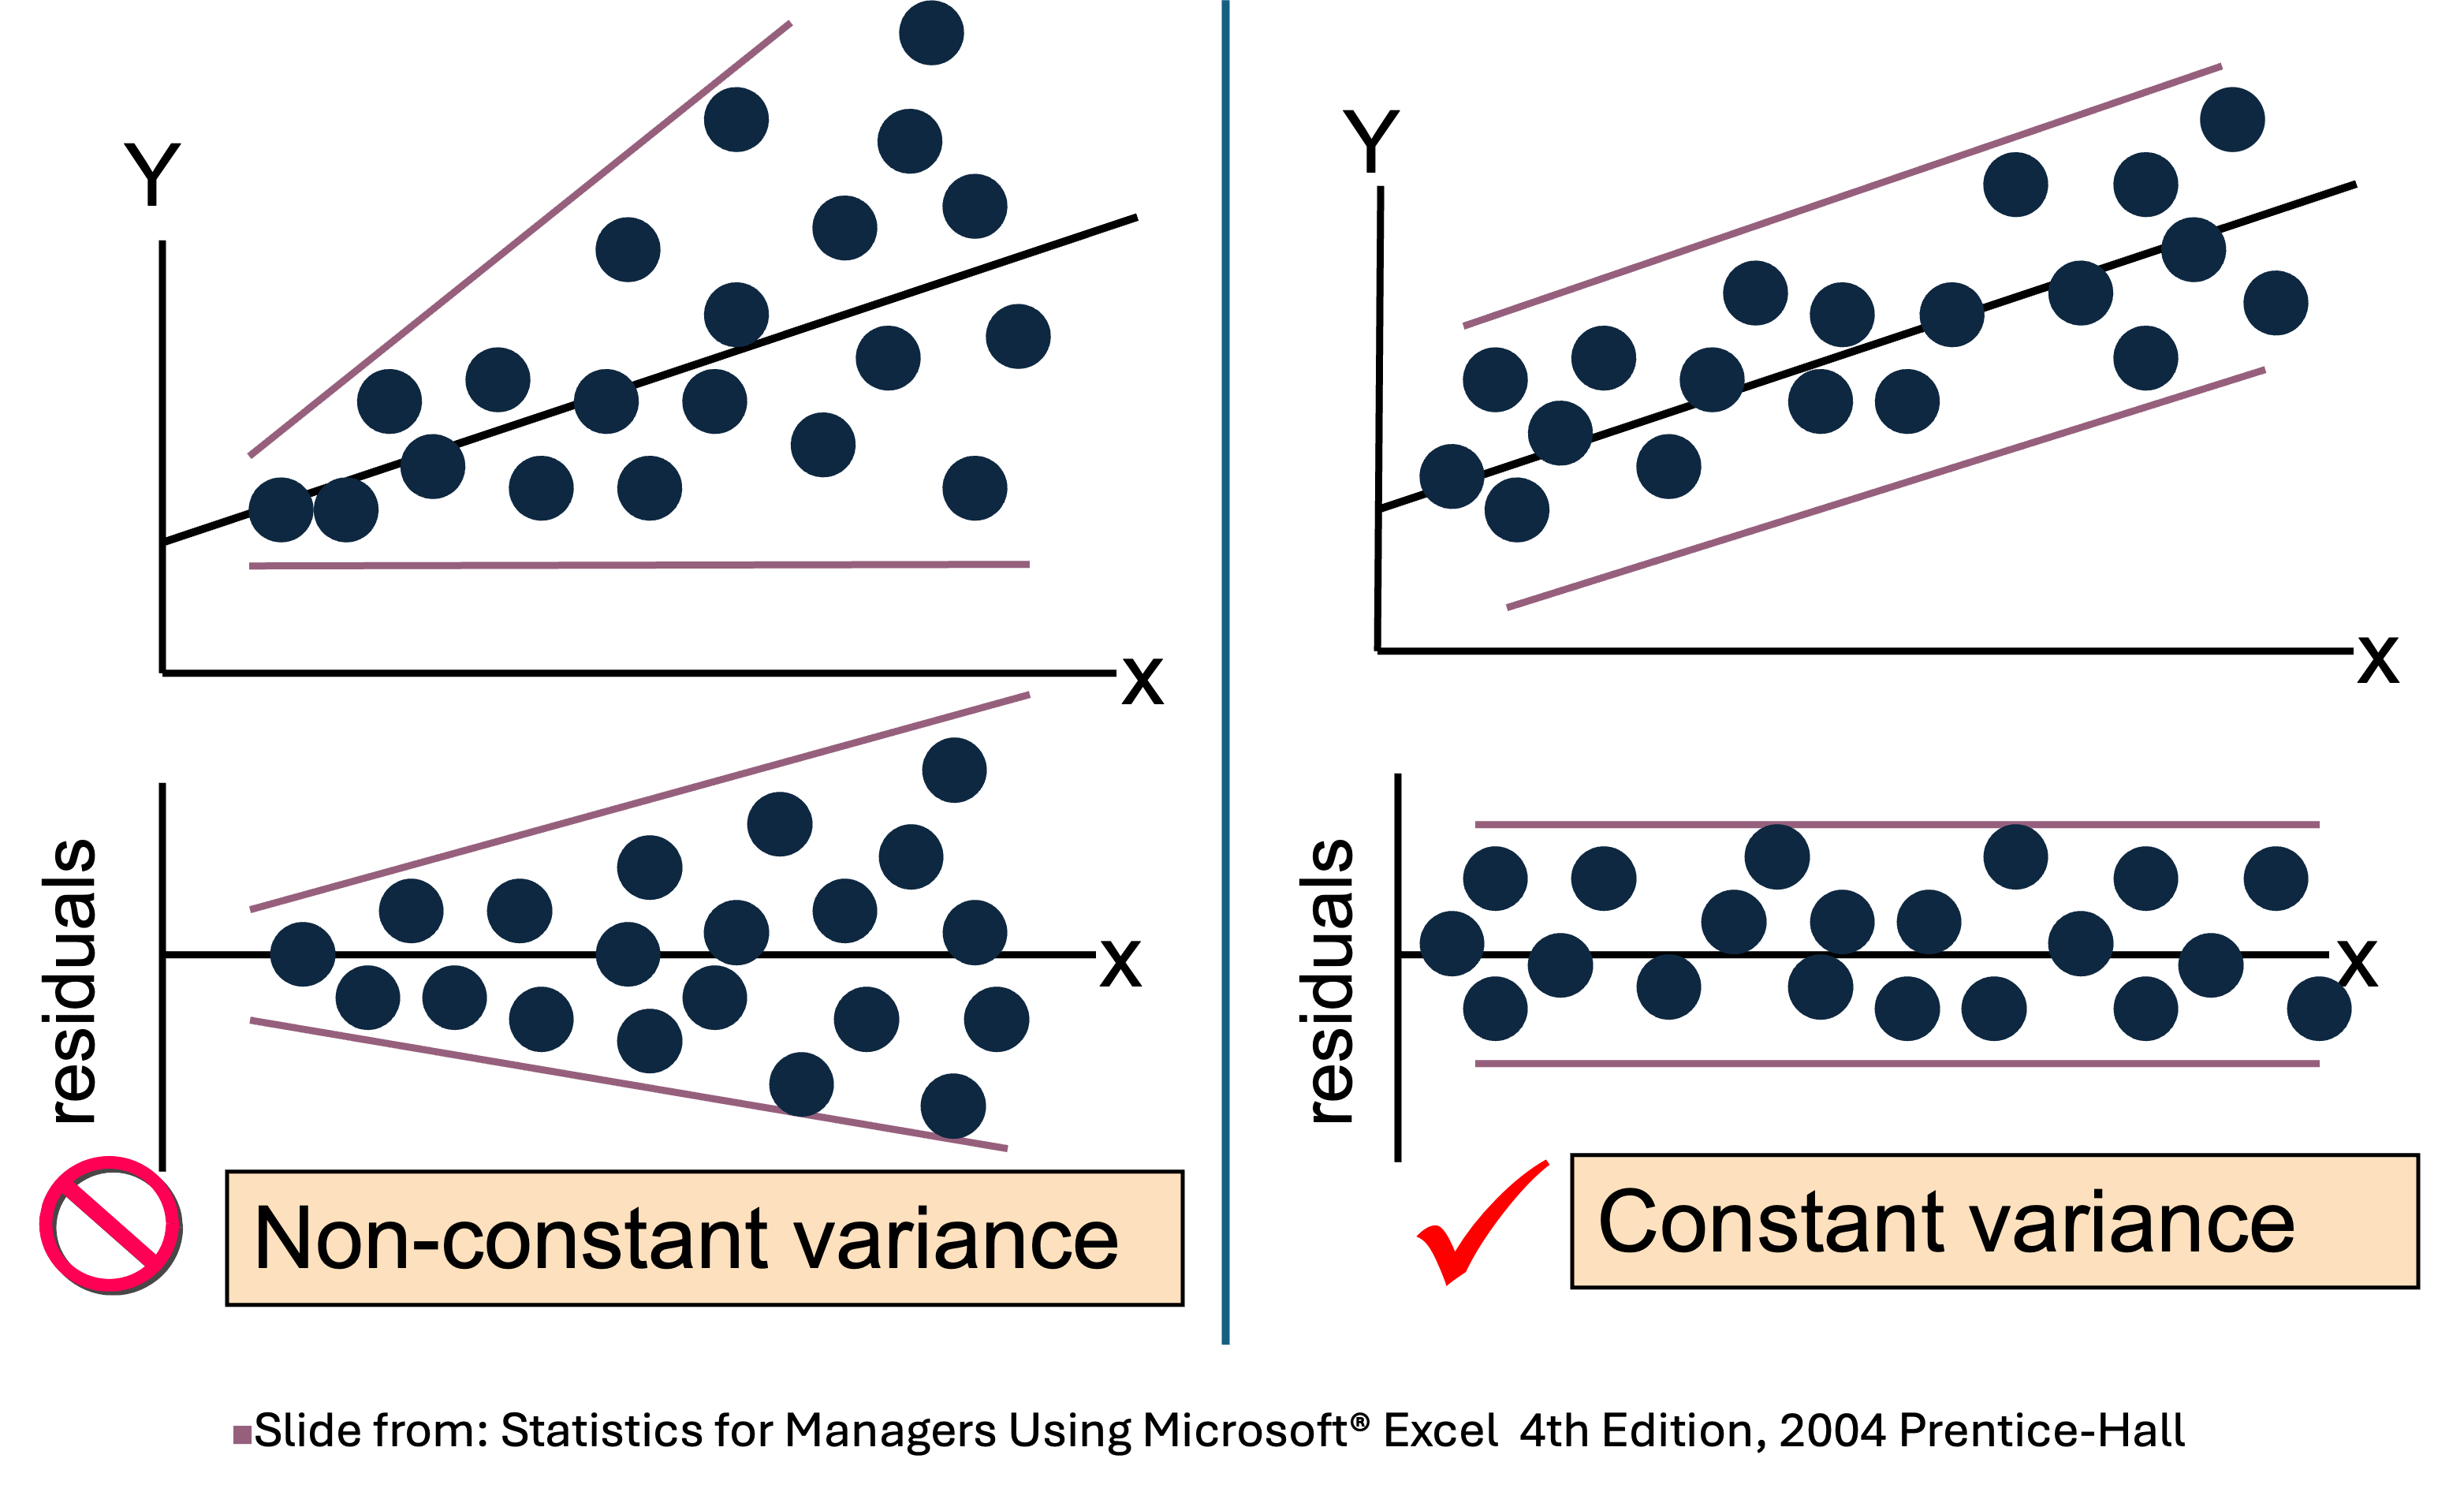 Y
x
residuals
x
Non-constant variance
Y
x
residuals
x
Constant variance
Slide from: Statistics for Managers Using Microsoft® Excel 4th Edition, 2004 Prentice-Hall